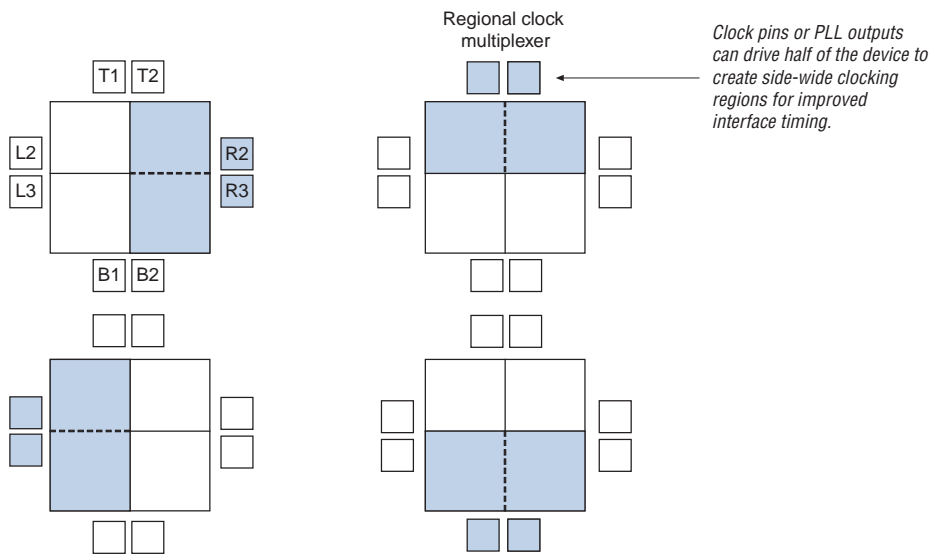 Regional clock
multiplexer
Clock pins or PLL outputs
can drive half of the device to
create side-wide clocking
regions for improved
interface timing.
T1 T2
L2
L3
R2
R3
B1 B2